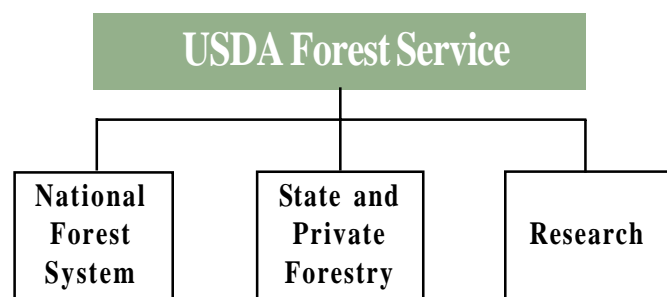 USDA Forest Service
National
Forest
System
State and
Private
Forestry
Research